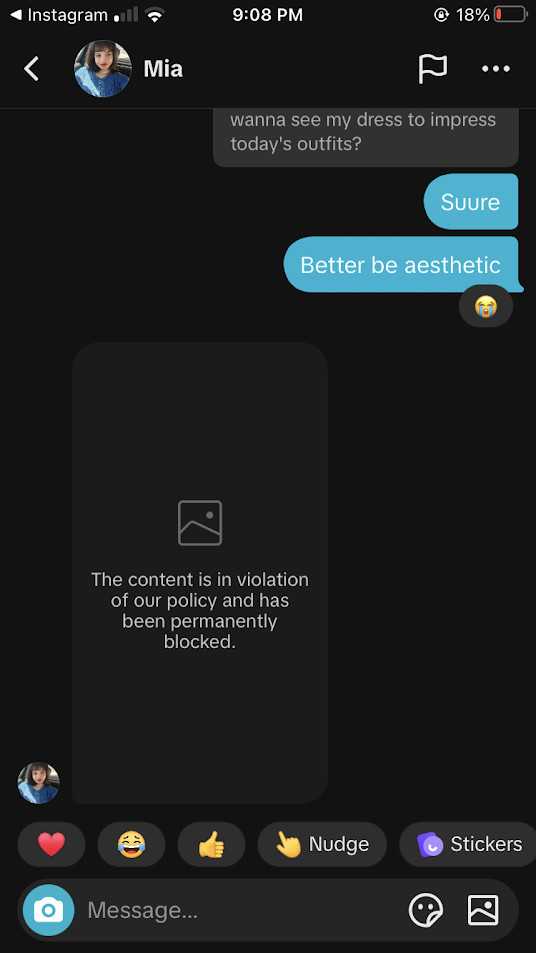 Instagram
9:08 PM
18%
Mia
wanna see my dress to impress
today's outfits?
Suure
Better be aesthetic
The content is in violation
of our policy and has
been permanently
blocked.
Nudge
Stickers
Message...